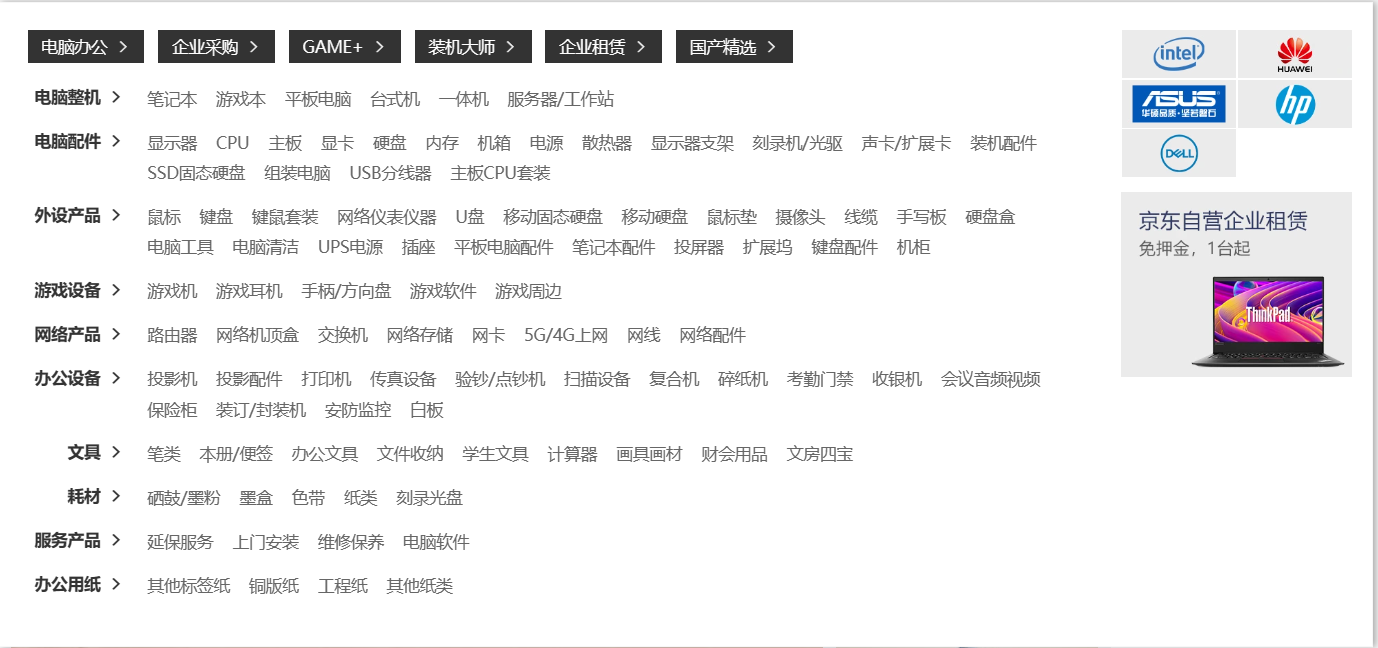 电脑办公 企业采购 GAME+ 装机大师 企业租赁 国产精选
电脑整机 笔记本 游戏本 平板电脑 台式机 一体机 服务器/工作站
电脑配件 显示器 CPU 主板 显卡 硬盘 内存 机箱 电源 散热器 显示器支架 刻录机/光驱 声卡/扩展卡 装机配件
SSD固态硬盘 组装电脑 USB分线器 主板CPU套装
外设产品 鼠标 键盘 键鼠套装 网络仪表仪器 U盘 移动固态硬盘 移动硬盘 鼠标垫 摄像头 线缆 手写板 硬盘盒
电脑工具 电脑清洁 UPS电源 插座 平板电脑配件 笔记本配件 投屏器 扩展坞 键盘配件 机柜
游戏设备 游戏机 游戏耳机 手柄/方向盘 游戏软件 游戏周边
网络产品 路由器 网络机顶盒 交换机 网络存储 网卡 5G/4G上网 网线 网络配件
办公设备 投影机 投影配件 打印机 传真设备 验钞/点钞机 扫描设备 复合机 碎纸机 考勤门禁 收银机 会议音频视频
保险柜 装订/封装机 安防监控 白板
文具 笔类 本册/便签 办公文具 文件收纳 学生文具 计算器 画具画材 财会用品 文房四宝
耗材 硒鼓/墨粉 墨盒 色带 纸类 刻录光盘
服务产品 延保服务 上门安装 维修保养 电脑软件
办公用纸 其他标签纸 铜版纸 工程纸 其他纸类
intel HUAWEI
ASUS hp
华硕品质·坚若磐石
DELL
京东自营企业租赁
免押金，1台起
ThinkPad